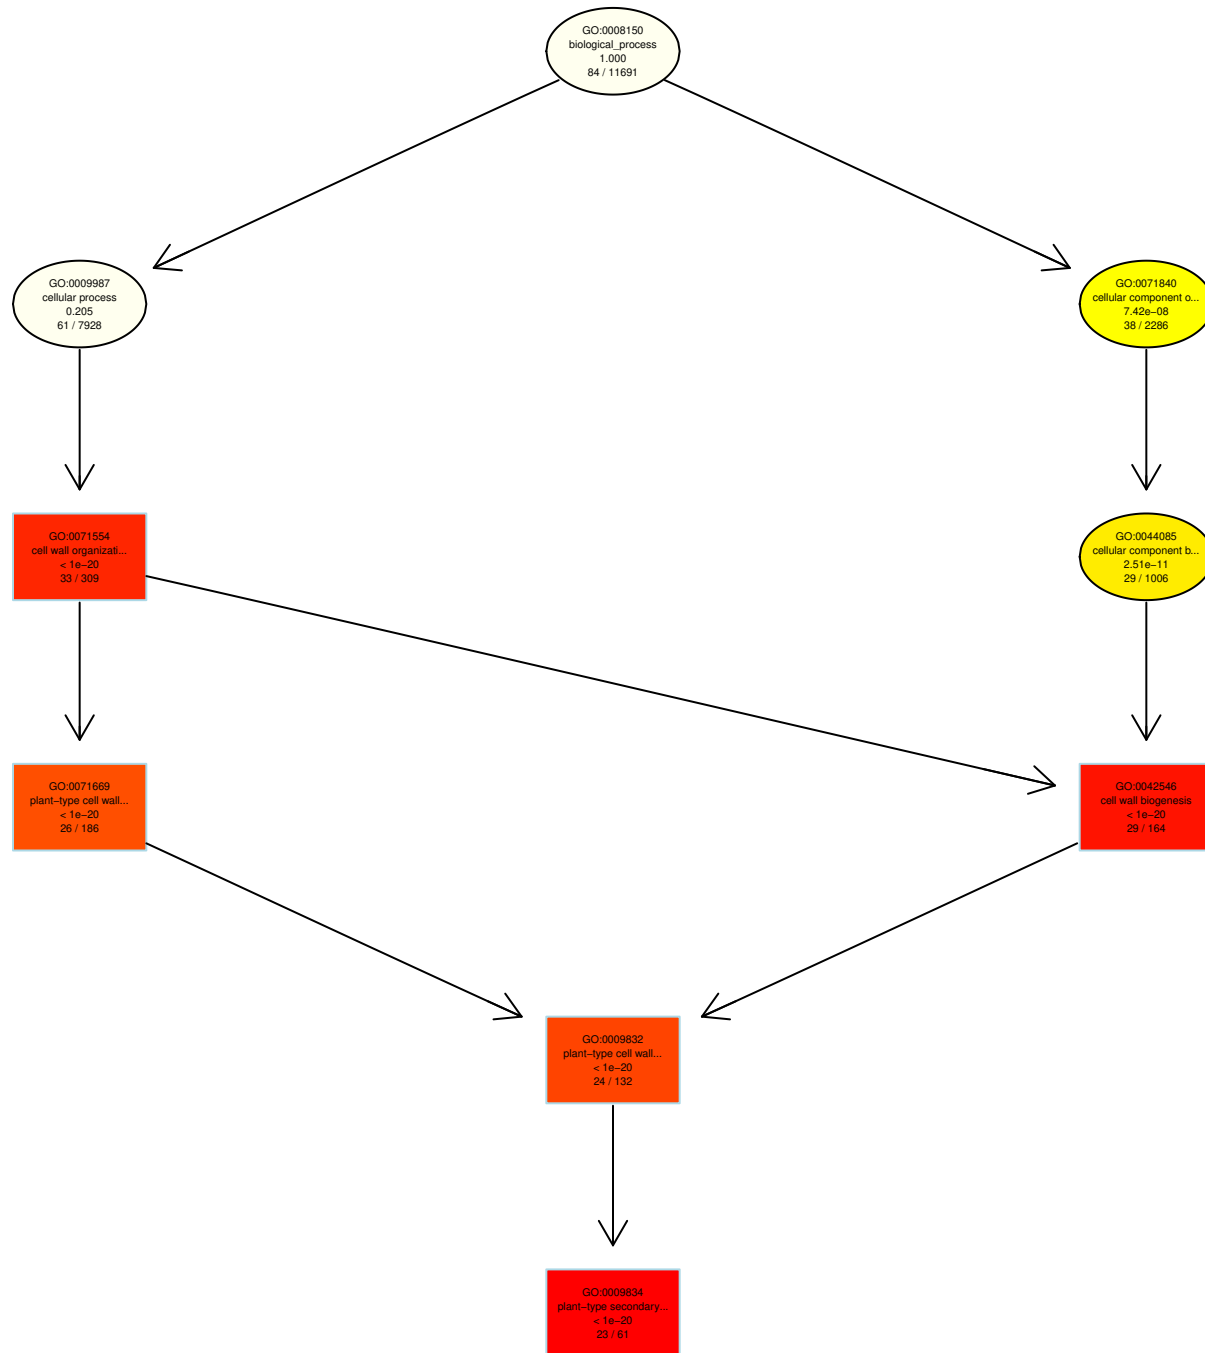 GO:0008150
biological_process
1.000
84 / 11691
GO:0009987
cellular process
0.205
61 / 7928
GO:0071840
cellular component o...
7.42e−08
38 / 2286
GO:0071554
cell wall organizati...
< 1e−20
33 / 309
GO:0044085
cellular component b...
2.51e−11
29 / 1006
GO:0071669
plant−type cell wall...
< 1e−20
26 / 186
GO:0042546
cell wall biogenesis
< 1e−20
29 / 164
GO:0009832
plant−type cell wall...
< 1e−20
24 / 132
GO:0009834
plant−type secondary...
< 1e−20
23 / 61